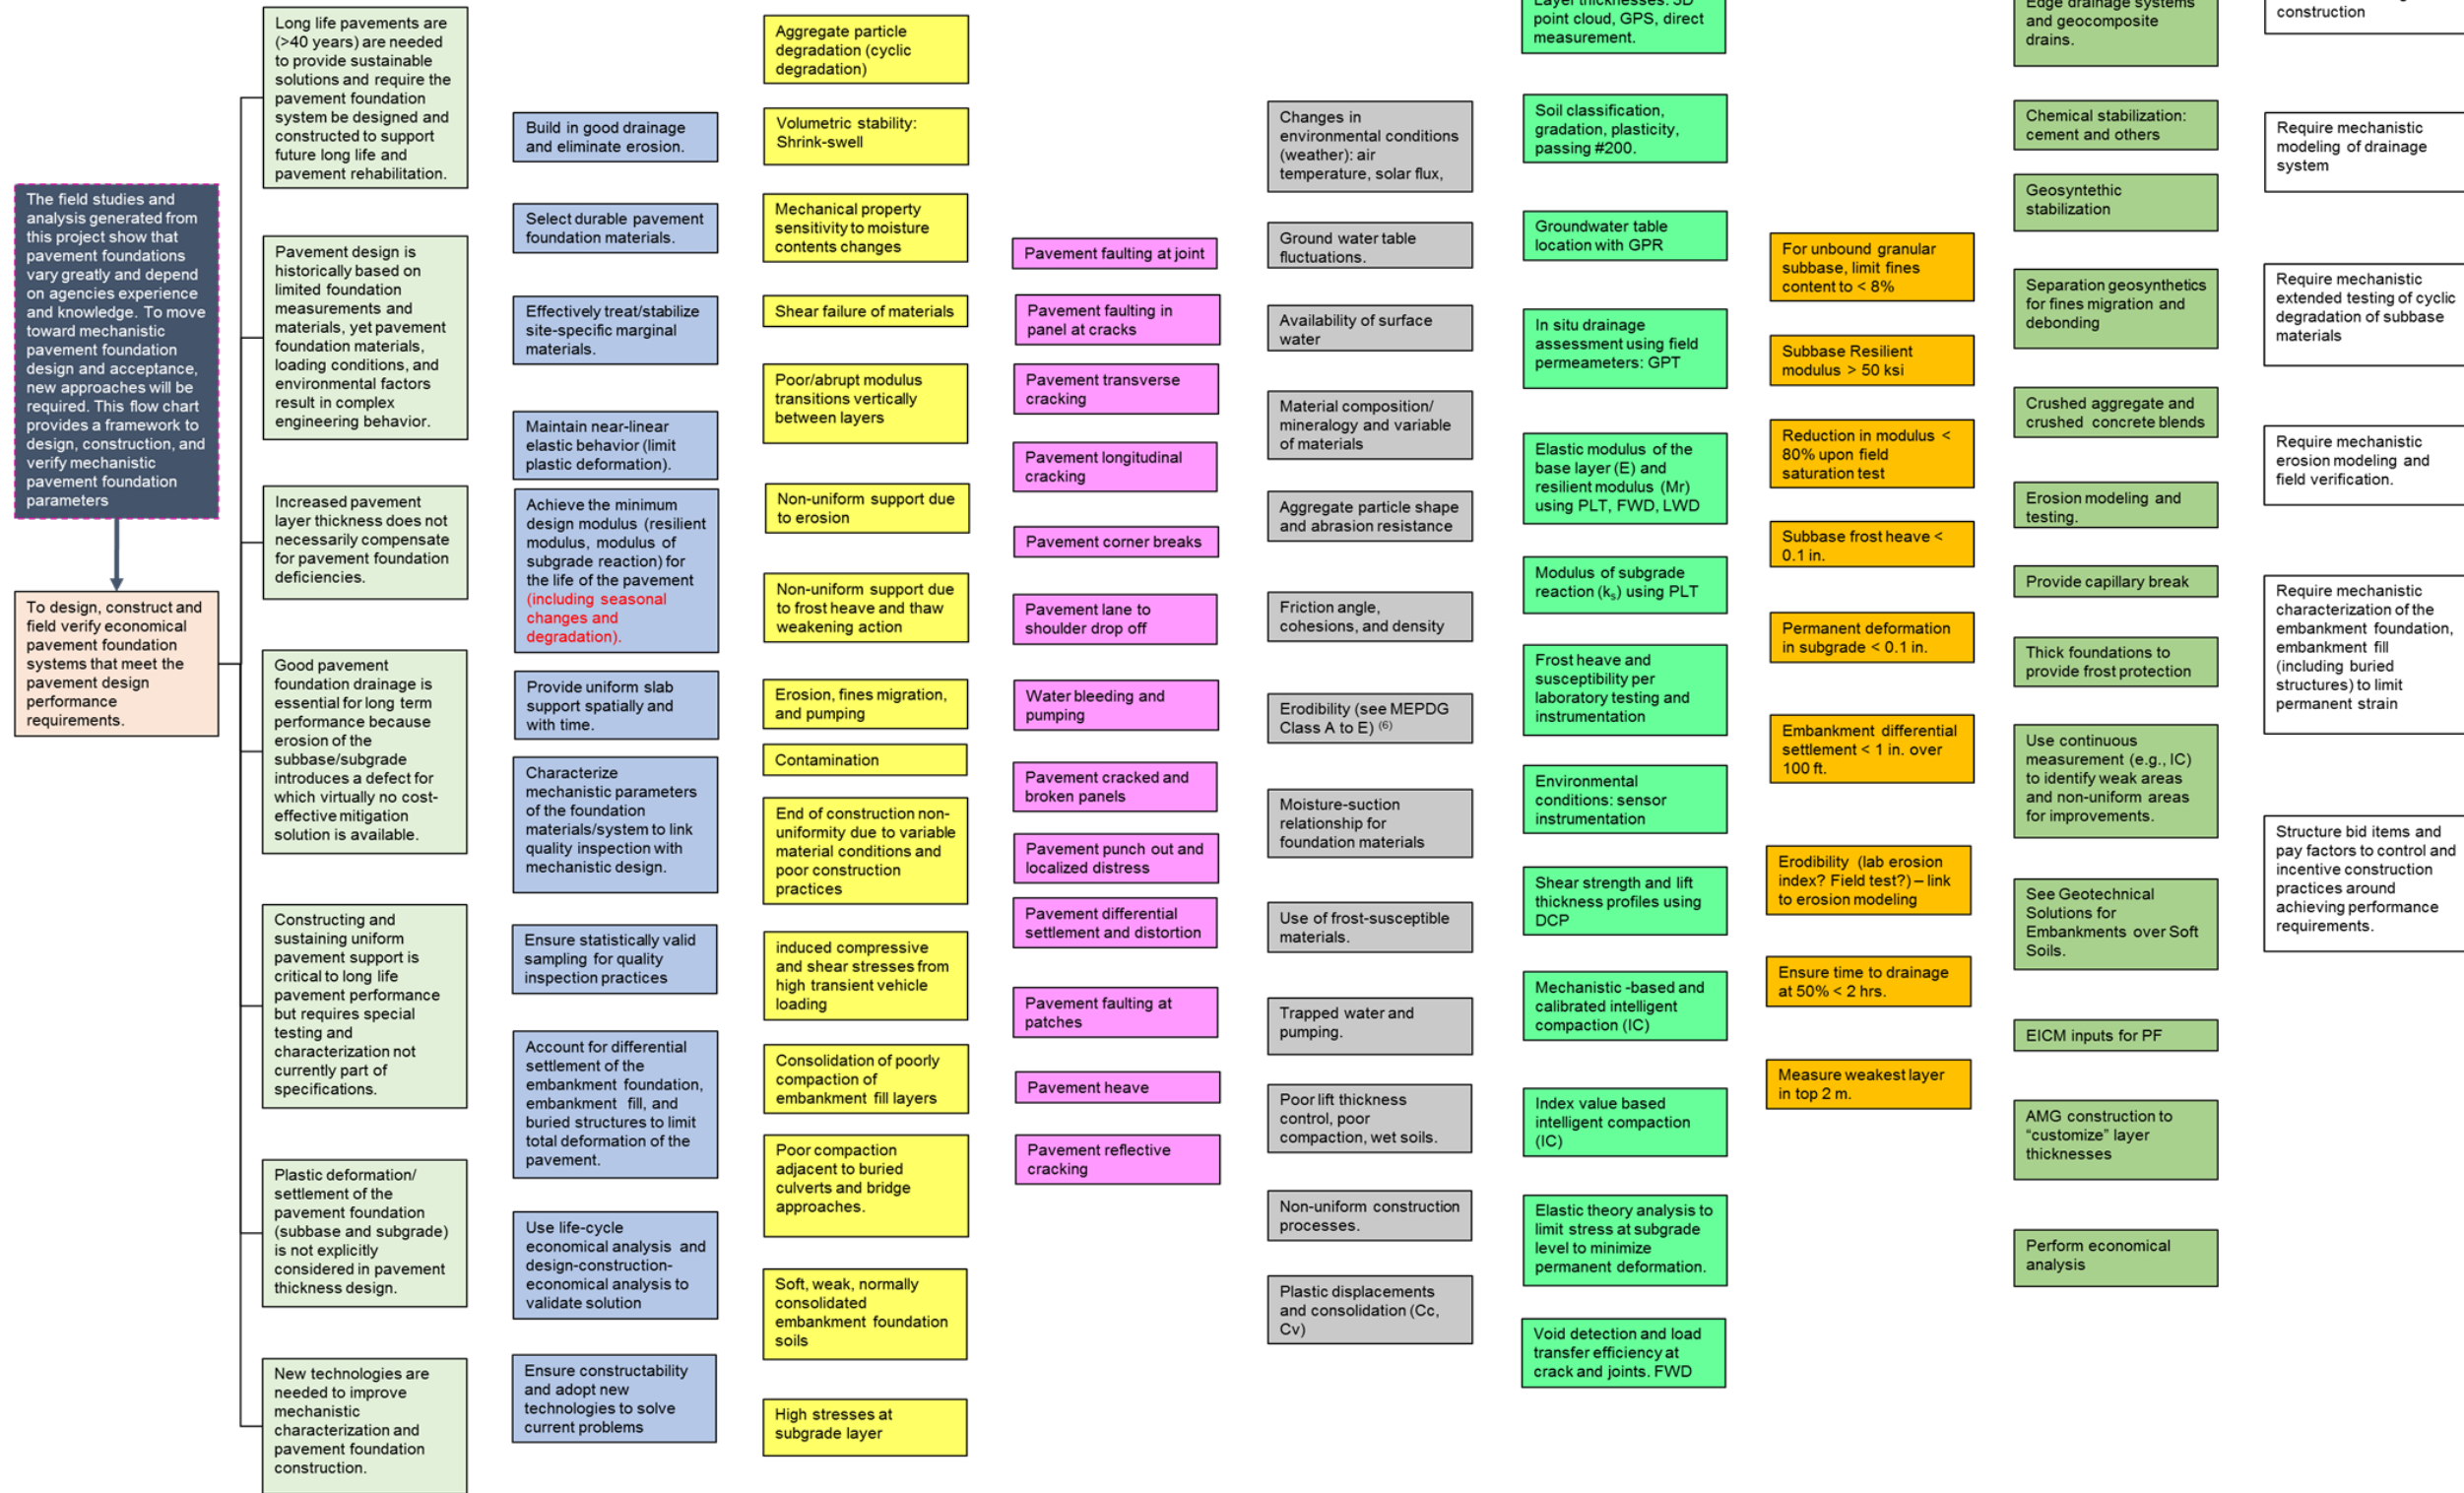 The field studies and
analysis generated from
this project show that
pavement foundations
vary greatly and depend
on agencies experience
and knowledge. To move
toward mechanistic
pavement foundation
design and acceptance,
new approaches will be
required. This flow chart
provides a framework to
design, construction, and
verify mechanistic
pavement foundation
parameters
To design, construct and
field verify economical
pavement foundation
systems that meet the
pavement design
performance
requirements.
Long life pavements are
(>40 years) are needed
to provide sustainable
solutions and require the
pavement foundation
system be designed and
constructed to support
future long life and
pavement rehabilitation.
Pavement design is
historically based on
limited foundation
measurements and
materials, yet pavement
foundation materials,
loading conditions, and
environmental factors
result in complex
engineering behavior.
Increased pavement
layer thickness does not
necessarily compensate
for pavement foundation
deficiencies.
Good pavement
foundation drainage is
essential for long term
performance because
erosion of the
subbase/subgrade
introduces a defect for
which virtually no cost-
effective mitigation
solution is available.
Constructing and
sustaining uniform
pavement support is
critical to long life
pavement performance
but requires special
testing and
characterization not
currently part of
specifications.
Plastic deformation/
settlement of the
pavement foundation
(subbase and subgrade)
is not explicitly
considered in pavement
thickness design.
New technologies are
needed to improve
mechanistic
characterization and
pavement foundation
construction.
Build in good drainage
and eliminate erosion.
Select durable pavement
foundation materials.
Effectively treat/stabilize
site-specific marginal
materials.
Maintain near-linear
elastic behavior (limit
plastic deformation).
Achieve the minimum
design modulus (resilient
modulus, modulus of
subgrade reaction) for
the life of the pavement
(including seasonal
changes and
degradation).
Provide uniform slab
support spatially and
with time.
Characterize
mechanistic parameters
of the foundation
materials/system to link
quality inspection with
mechanistic design.
Ensure statistically valid
sampling for quality
inspection practices
Account for differential
settlement of the
embankment foundation,
embankment fill, and
buried structures to limit
total deformation of the
pavement.
Use life-cycle
economical analysis and
design-construction-
economical analysis to
validate solution
Ensure constructability
and adopt new
technologies to solve
current problems
Aggregate particle
degradation (cyclic
degradation)
Volumetric stability:
Shrink-swell
Mechanical property
sensitivity to moisture
contents changes
Shear failure of materials
Poor/abrupt modulus
transitions vertically
between layers
Non-uniform support due
to erosion
Non-uniform support due
to frost heave and thaw
weakening action
Erosion, fines migration,
and pumping
Contamination
End of construction non-
uniformity due to variable
material conditions and
poor construction
practices
induced compressive
and shear stresses from
high transient vehicle
loading
Consolidation of poorly
compaction of
embankment fill layers
Poor compaction
adjacent to buried
culverts and bridge
approaches.
Soft, weak, normally
consolidated
embankment foundation
soils
High stresses at
subgrade layer
Pavement faulting at joint
Pavement faulting in
panel at cracks
Pavement transverse
cracking
Pavement longitudinal
cracking
Pavement corner breaks
Pavement lane to
shoulder drop off
Water bleeding and
pumping
Pavement cracked and
broken panels
Pavement punch out and
localized distress
Pavement differential
settlement and distortion
Pavement faulting at
patches
Pavement heave
Pavement reflective
cracking
Changes in
environmental conditions
(weather): air
temperature, solar flux,
Ground water table
fluctuations.
Availability of surface
water
Material composition/
mineralogy and variable
of materials
Aggregate particle shape
and abrasion resistance
Friction angle,
cohesions, and density
Erodibility (see MEPDG
Class A to E) (6)
Moisture-suction
relationship for
foundation materials
Use of frost-susceptible
materials.
Trapped water and
pumping.
Poor lift thickness
control, poor
compaction, wet soils.
Non-uniform construction
processes.
Plastic displacements
and consolidation (Cc,
Cv)
Layer thicknesses: 3D
point cloud, GPS, direct
measurement.
Soil classification,
gradation, plasticity,
passing #200.
Groundwater table
location with GPR
In situ drainage
assessment using field
permeameters: GPT
Elastic modulus of the
base layer (E) and
resilient modulus (Mr)
using PLT, FWD, LWD
Modulus of subgrade
reaction (ks) using PLT
Frost heave and
susceptibility per
laboratory testing and
instrumentation
Environmental
conditions: sensor
instrumentation
Shear strength and lift
thickness profiles using
DCP
Mechanistic -based and
calibrated intelligent
compaction (IC)
Index value based
intelligent compaction
(IC)
Elastic theory analysis to
limit stress at subgrade
level to minimize
permanent deformation.
Void detection and load
transfer efficiency at
crack and joints. FWD
For unbound granular
subbase, limit fines
content to < 8%
Subbase Resilient
modulus > 50 ksi
Reduction in modulus <
80% upon field
saturation test
Subbase frost heave <
0.1 in.
Permanent deformation
in subgrade < 0.1 in.
Embankment differential
settlement < 1 in. over
100 ft.
Erodibility (lab erosion
index? Field test?) – link
to erosion modeling
Ensure time to drainage
at 50% < 2 hrs.
Measure weakest layer
in top 2 m.
Edge drainage systems
and geocomposite
drains.
Chemical stabilization:
cement and others
Geosyntethic
stabilization
Separation geosynthetics
for fines migration and
debonding
Crushed aggregate and
crushed concrete blends
Erosion modeling and
testing.
Provide capillary break
Thick foundations to
provide frost protection
Use continuous
measurement (e.g., IC)
to identify weak areas
and non-uniform areas
for improvements.
See Geotechnical
Solutions for
Embankments over Soft
Soils.
EICM inputs for PF
AMG construction to
“customize” layer
thicknesses
Perform economical
analysis
construction
Require mechanistic
modeling of drainage
system
Require mechanistic
extended testing of cyclic
degradation of subbase
materials
Require mechanistic
erosion modeling and
field verification.
Require mechanistic
characterization of the
embankment foundation,
embankment fill
(including buried
structures) to limit
permanent strain
Structure bid items and
pay factors to control and
incentive construction
practices around
achieving performance
requirements.